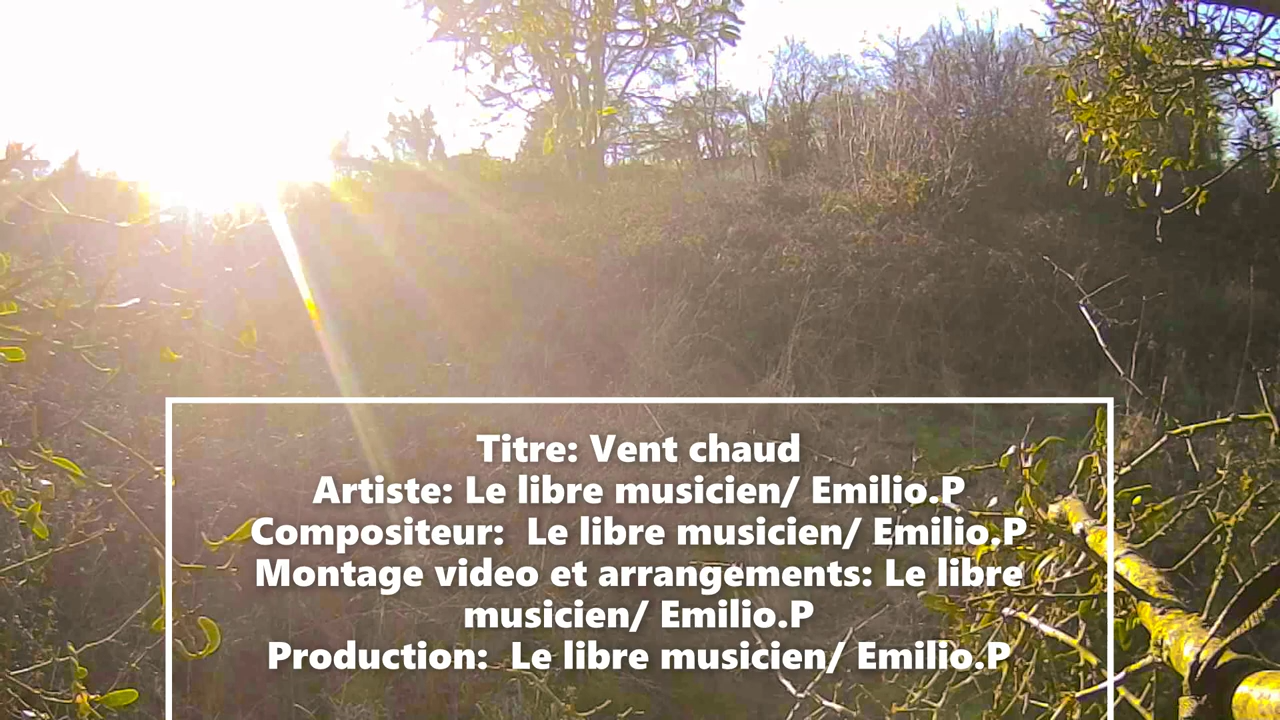 Titre: Vent chaud
Artiste: Le libre musicien/ Emilio.P
Compositeur:  Le libre musicien/ Emilio.P
Montage video et arrangements: Le libre
musicien/ Emilio.P
Production:  Le libre musicien/ Emilio.P